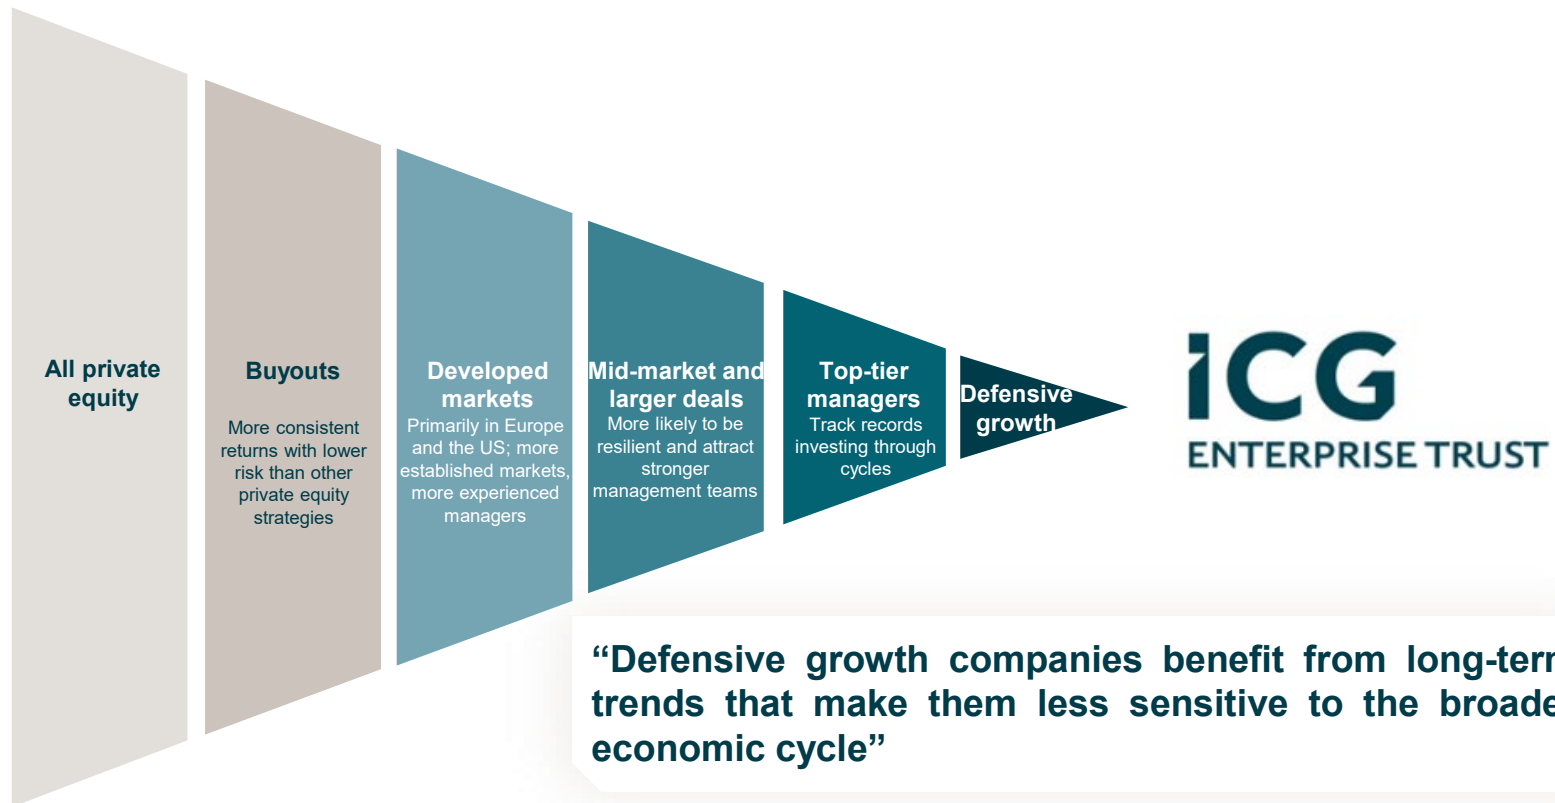 All private
equity
Buyouts
More consistent
returns with lower
risk than other
private equity
strategies
Developed
markets
Primarily in Europe
and the US; more
established markets,
more experienced
managers
Mid-market and
larger deals
More likely to be
resilient and attract
stronger
management teams
Top-tier
managers
Track records
investing through
cycles
Defensive
growth
ICG
ENTERPRISE TRUST
“Defensive growth companies benefit from long-term
trends that make them less sensitive to the broade
economic cycle”